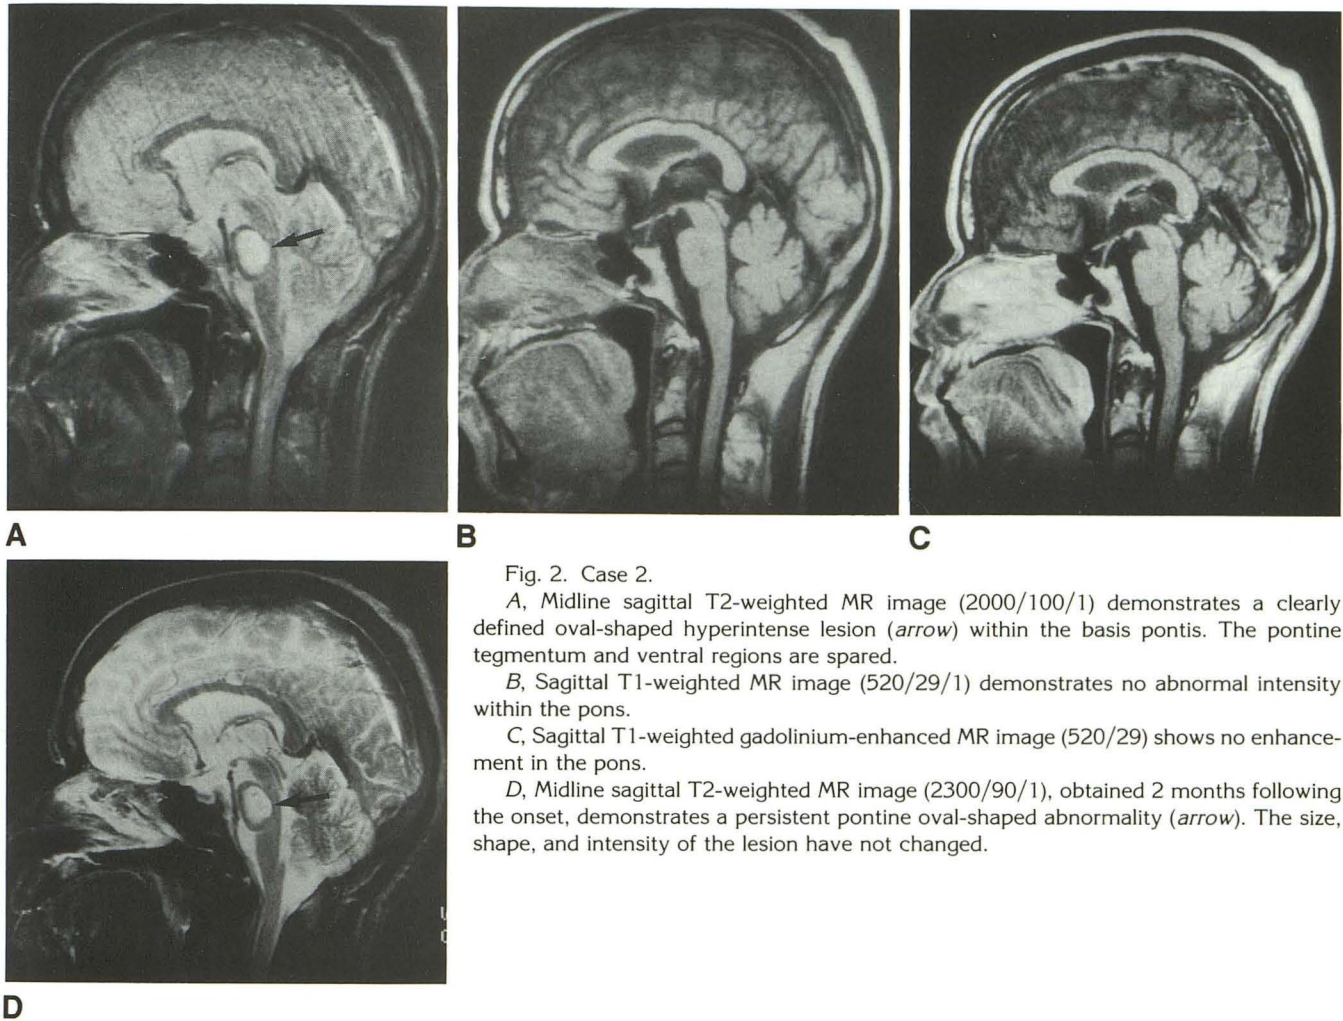 A
B
C
Fig. 2. Case 2.
A, Midline sagittal T2-weighted MR image (2000/100/1) demonstrates a clearly
defined oval-shaped hyperintense lesion (arrow) within the basis pontis. The pontine
tegmentum and ventral regions are spared.
B, Sagittal T1-weighted MR image (520/29/1) demonstrates no abnormal intensity
within the pons.
C, Sagittal T1-weighted gadolinium-enhanced MR image (520/29) shows no enhance-
ment in the pons.
D, Midline sagittal T2-weighted MR image (2300/90/1), obtained 2 months following
the onset, demonstrates a persistent pontine oval-shaped abnormality (arrow). The size,
shape, and intensity of the lesion have not changed.
D